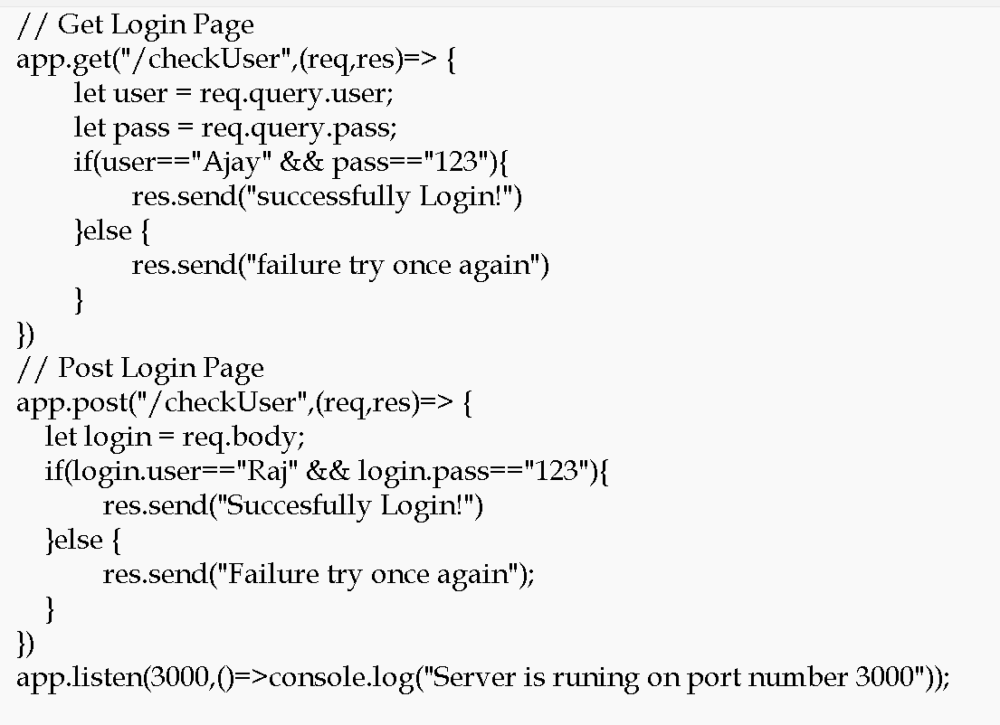 // Get Login Page
app.get("/checkUser",(req,res)=> {
let user = req.query.user;
let pass = req.query.pass;
if(user=="Ajay" && pass=="123"){
res.send("successfully Login!")
}else {
res.send("failure try once again")
}
})
// Post Login Page
app.post("/checkUser",(req,res)=> {
let login = req.body;
if(login.user=="Raj" && login.pass=="123"){
res.send("Succesfully Login!")
}else {
res.send("Failure try once again");
}
})
app.listen(3000,()=>console.log("Server is runing on port number 3000"));